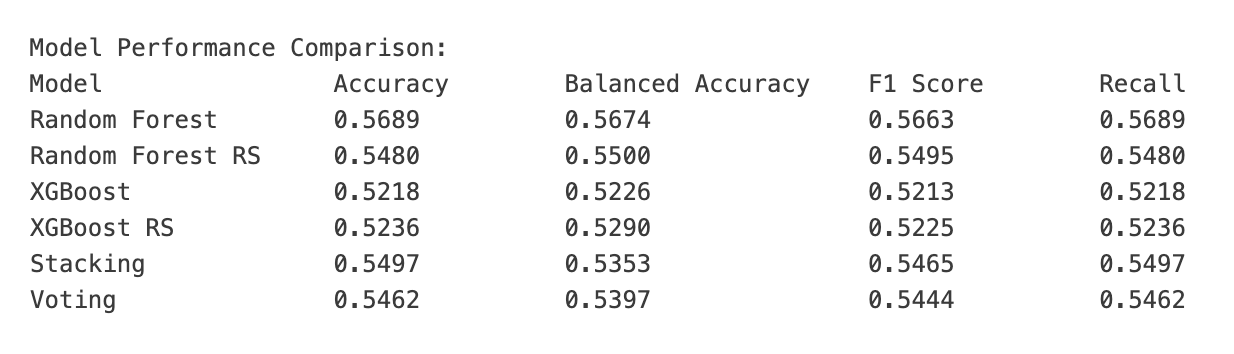 Model Performance Comparison:
Model Accuracy Balanced Accuracy F1 Score Recall
Random Forest 0.5689 0.5674 0.5663 0.5689
Random Forest RS 0.5480 0.5500 0.5495 0.5480
XGBoost 0.5218 0.5226 0.5213 0.5218
XGBoost RS 0.5236 0.5290 0.5225 0.5236
Stacking 0.5497 0.5353 0.5465 0.5497
Voting 0.5462 0.5397 0.5444 0.5462